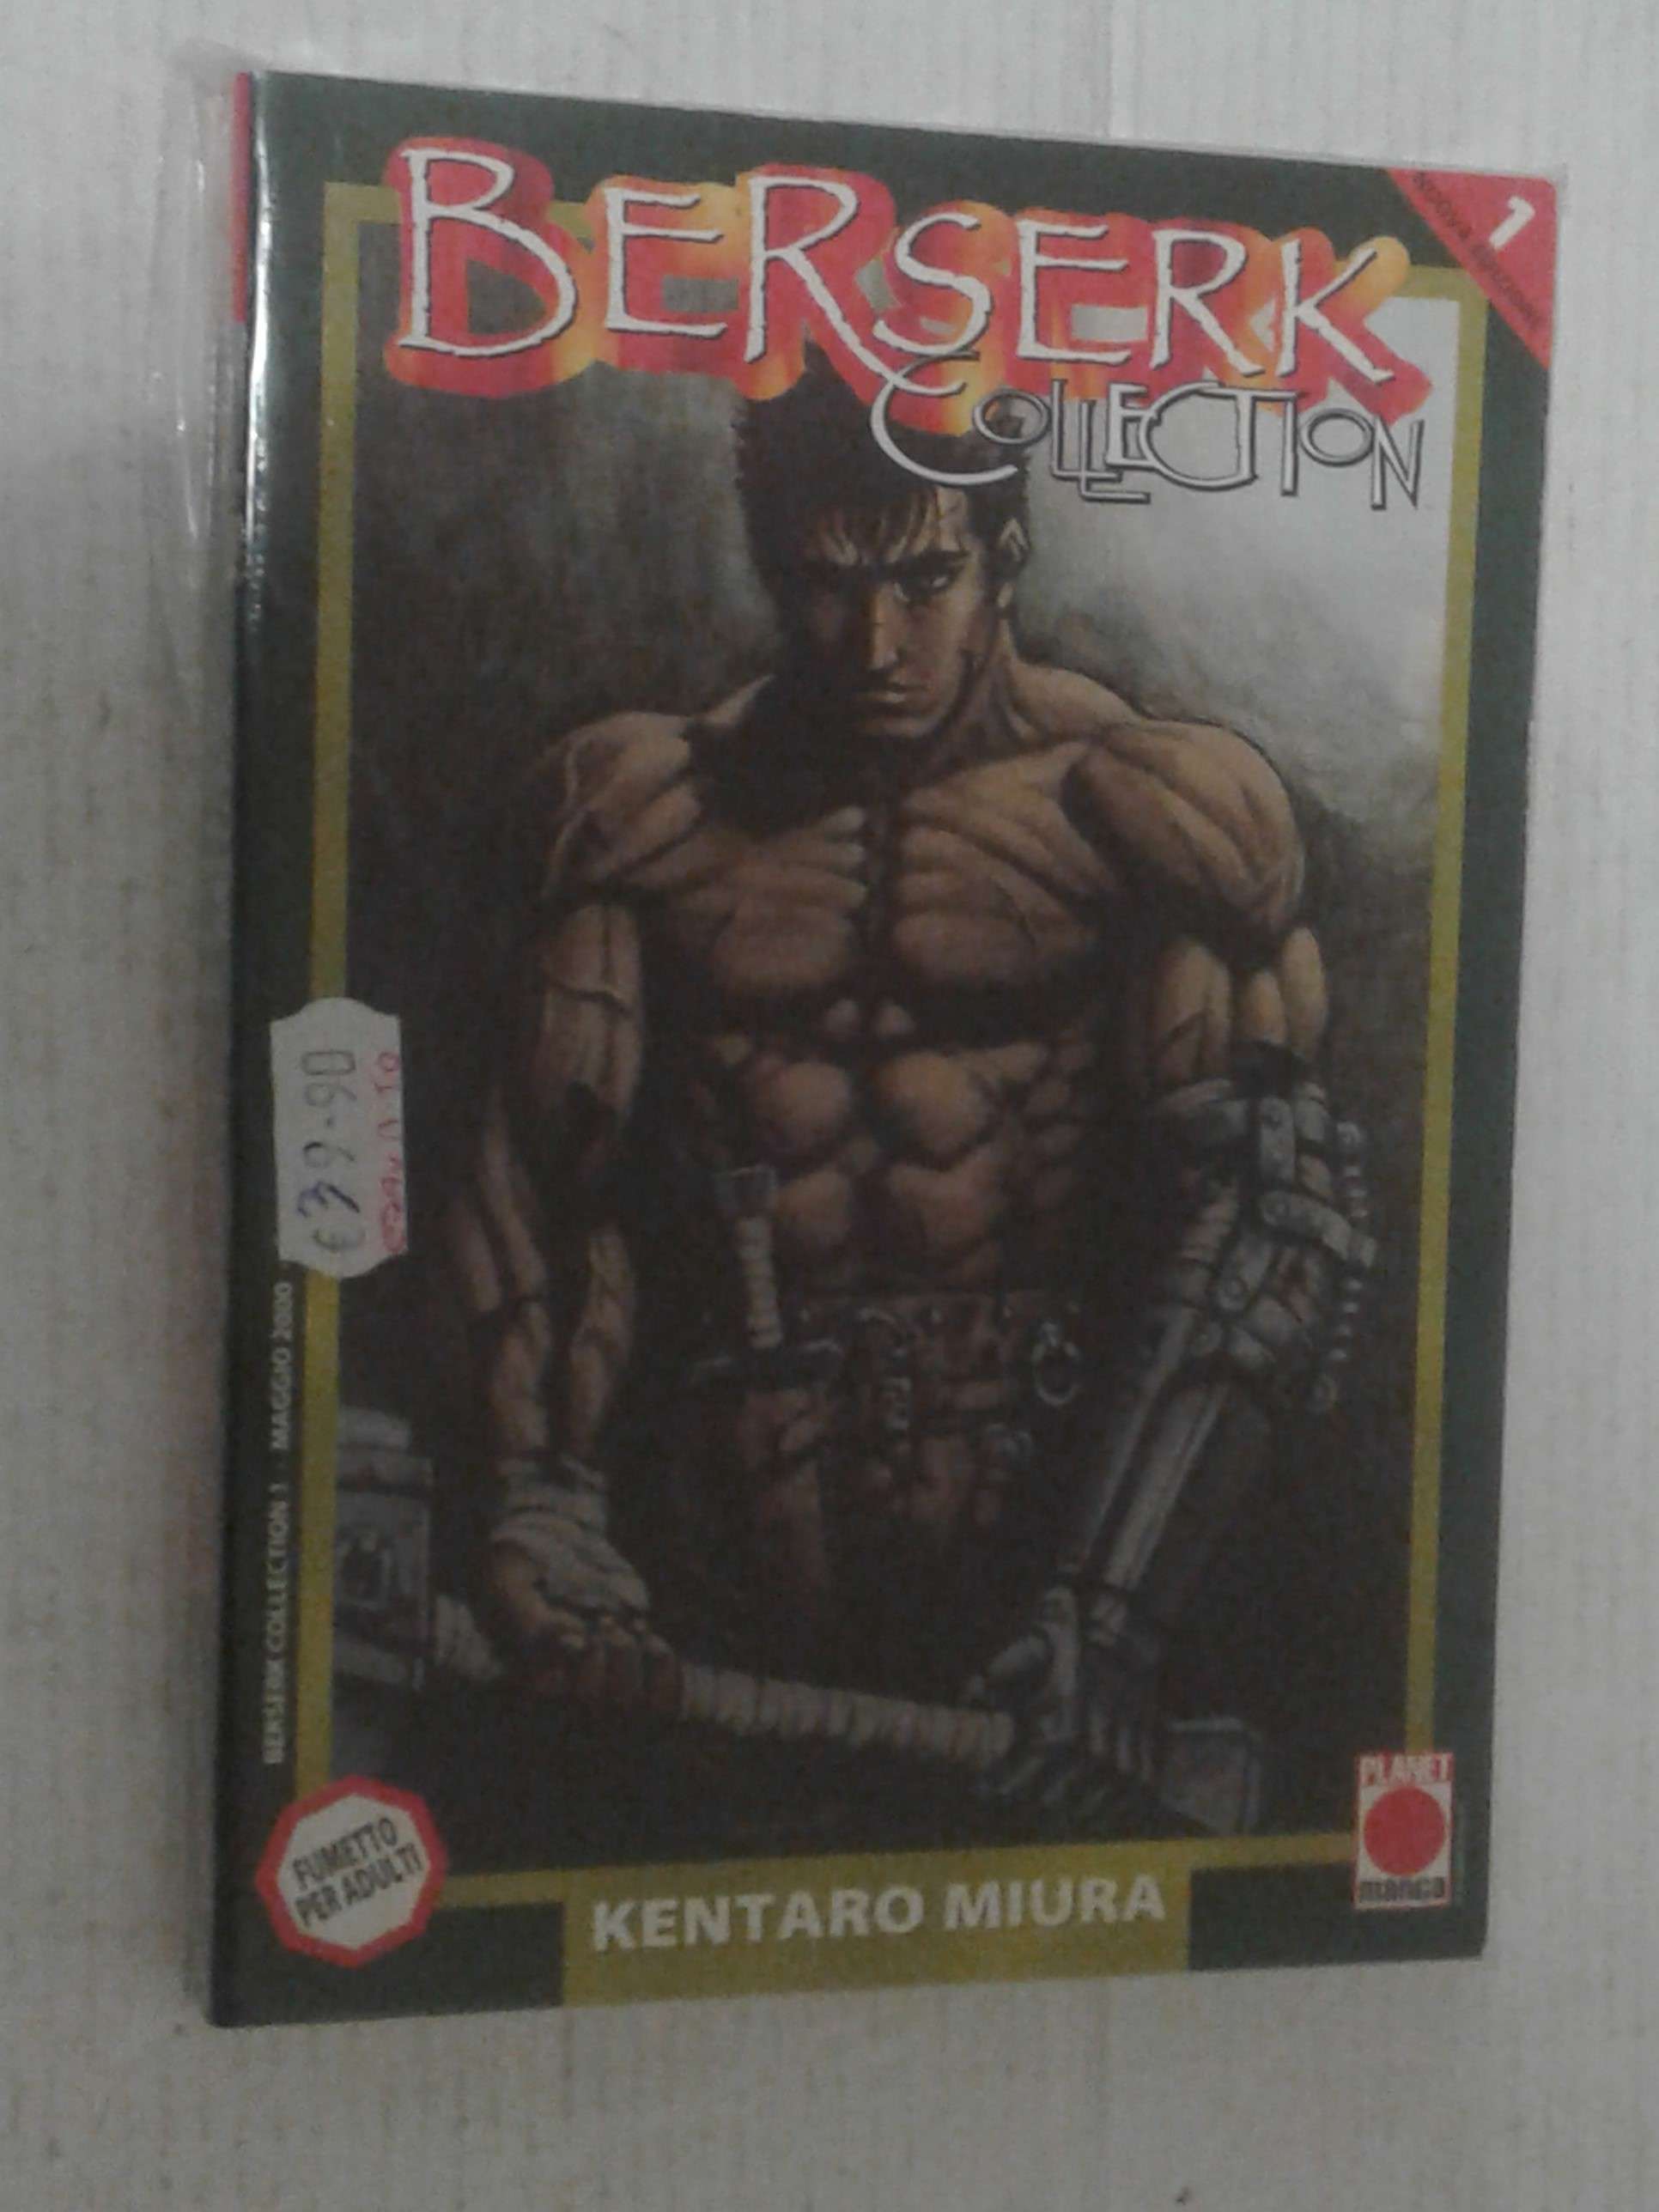 BERSERK
COLLECTION
1
NUOVA EDIZIONE
€39.90
BERSERK COLLECTION 1 MAGGIO 2000
FUMETTO
PER ADULTI
KENTARO MIURA
PLANET
manga